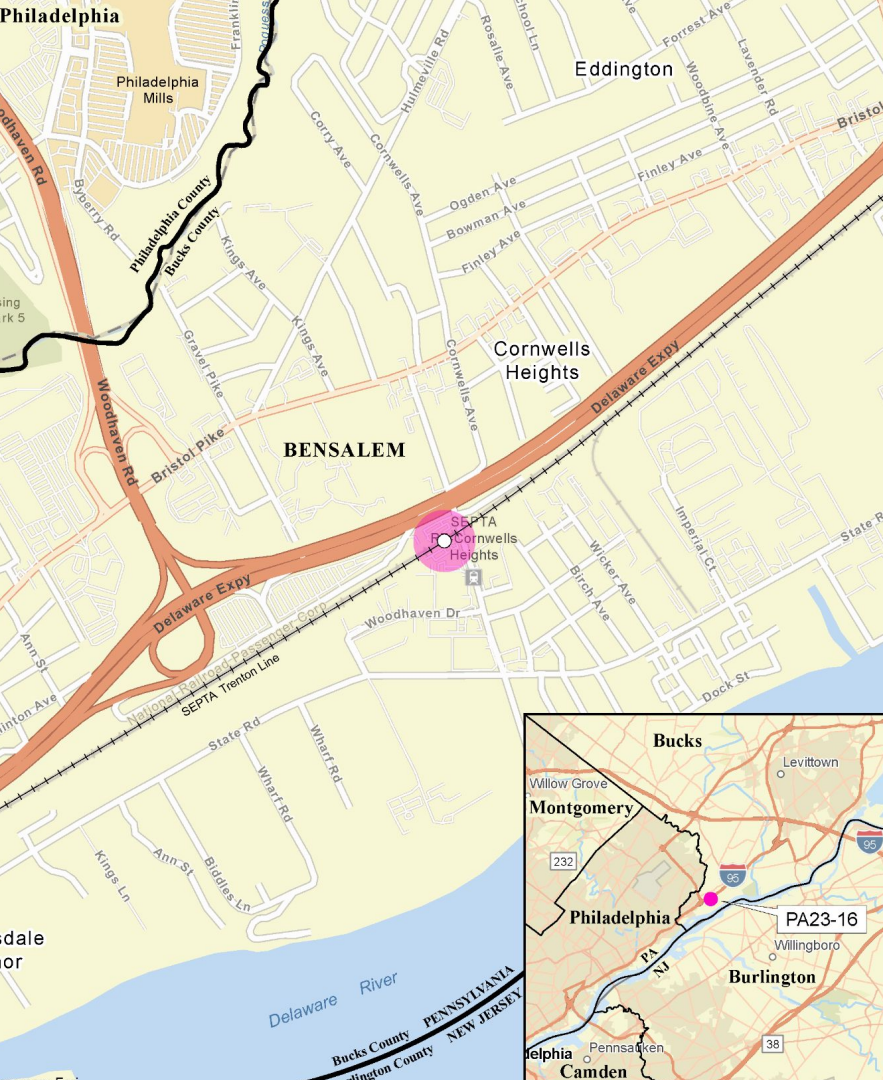 Philadelphia
Philadelphia
Mills
Woodhaven Rd
Byberry Rd
Philadelphia County
Bucks County
Hulmeville Rd
Rosalie Ave
Eddington
Forrest Ave
Lavender Rd
Woodbine Ave
Bristol
Corry Ave
Cornwells Ave
Ogden Ave
Bowman Ave
Finley Ave
Finley Ave
Kings Ave
Kings Ave
Gravel Pike
Cornwells Ave
Cornwells
Heights
Delaware Expy
Woodhaven Rd
Bristol Pike
BENSALEM
SEPTA
Cornwells
Heights
Imperial Ct
State R
Wicker Ave
Birch Ave
Delaware Expy
Woodhaven Dr
National Railroad Passenger Corp
SEPTA Trenton Line
Ann St
State Rd
Dock St
Wharf Rd
Wharf Rd
Kings Ln
Ann St
Biddles Ln
Delaware River
Bucks County PENNSYLVANIA
lington County NEW JERSEY
Bucks
Levittown
Willow Grove
Montgomery
232
95
95
Philadelphia
PA23-16
PA
NJ
Willingboro
Burlington
38
delphia
Pennsauken
Camden